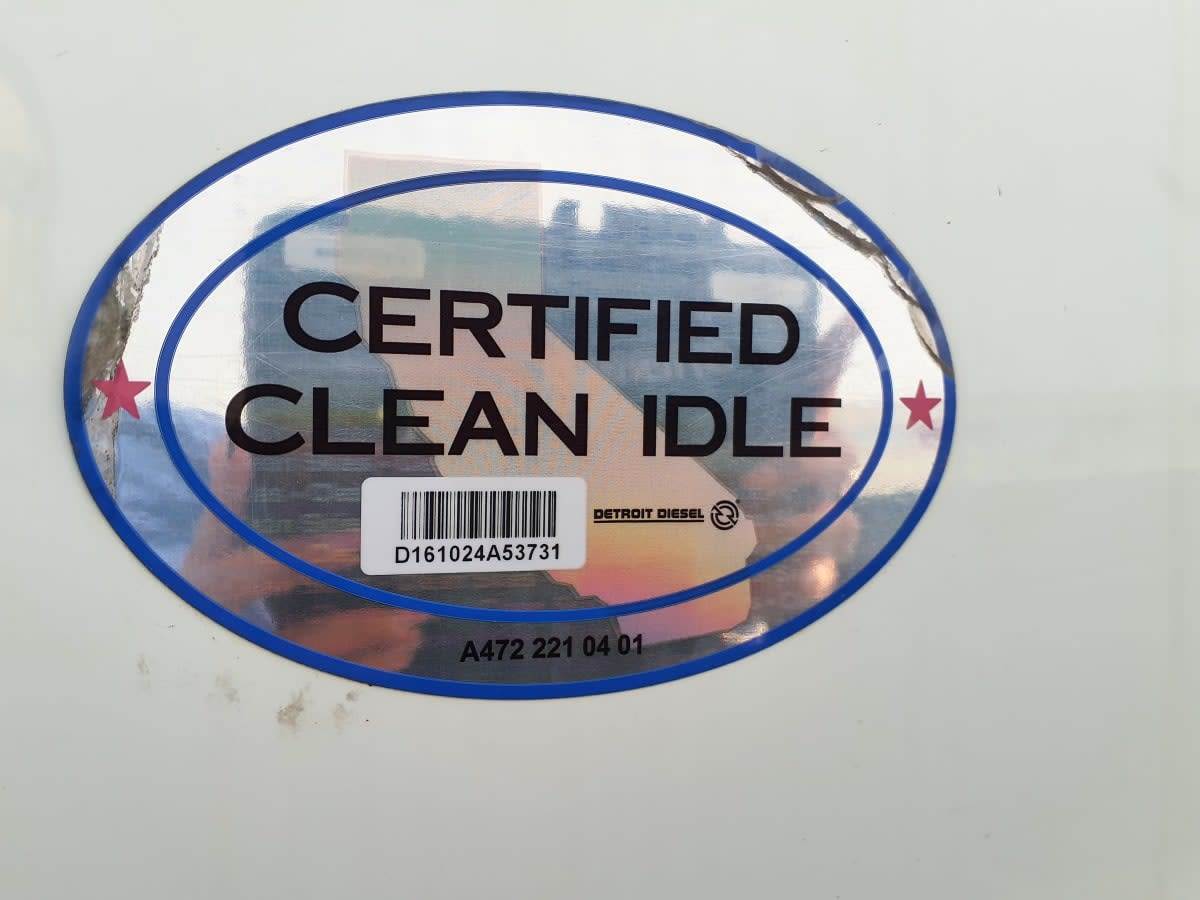 CERTIFIED
CLEAN IDLE
DETROIT DIESEL
D161024A53731
A472 221 04 01